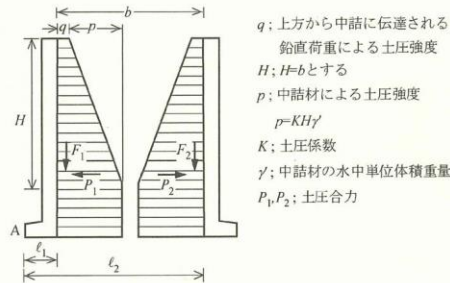 b
q p
H
F₁ F₂
P₁ P₂
A
ℓ₁
ℓ₂
q ; 上方から中詰に伝達される
鉛直荷重による土圧強度
H ; H=bとする
p ; 中詰材による土圧強度
p=KHγ'
K ; 土圧係数
γ' ; 中詰材の水中単位体積重量
P₁,P₂ ; 土圧合力